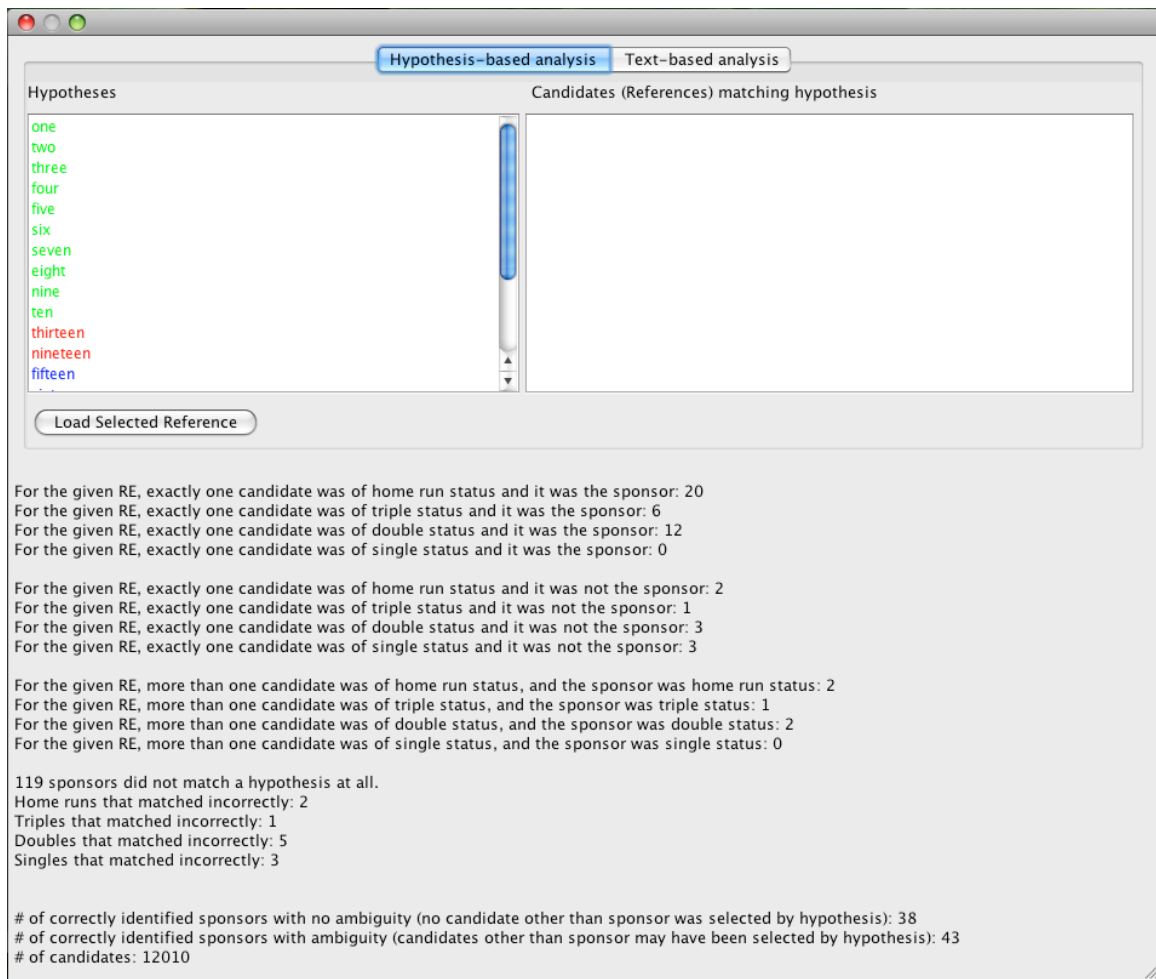 Hypothesis-based analysis Text-based analysis
Hypotheses Candidates (References) matching hypothesis
one
two
three
four
five
six
seven
eight
nine
ten
thirteen
nineteen
fifteen
Load Selected Reference
For the given RE, exactly one candidate was of home run status and it was the sponsor: 20
For the given RE, exactly one candidate was of triple status and it was the sponsor: 6
For the given RE, exactly one candidate was of double status and it was the sponsor: 12
For the given RE, exactly one candidate was of single status and it was the sponsor: 0
For the given RE, exactly one candidate was of home run status and it was not the sponsor: 2
For the given RE, exactly one candidate was of triple status and it was not the sponsor: 1
For the given RE, exactly one candidate was of double status and it was not the sponsor: 3
For the given RE, exactly one candidate was of single status and it was not the sponsor: 3
For the given RE, more than one candidate was of home run status, and the sponsor was home run status: 2
For the given RE, more than one candidate was of triple status, and the sponsor was triple status: 1
For the given RE, more than one candidate was of double status, and the sponsor was double status: 2
For the given RE, more than one candidate was of single status, and the sponsor was single status: 0
119 sponsors did not match a hypothesis at all.
Home runs that matched incorrectly: 2
Triples that matched incorrectly: 1
Doubles that matched incorrectly: 5
Singles that matched incorrectly: 3
# of correctly identified sponsors with no ambiguity (no candidate other than sponsor was selected by hypothesis): 38
# of correctly identified sponsors with ambiguity (candidates other than sponsor may have been selected by hypothesis): 43
# of candidates: 12010